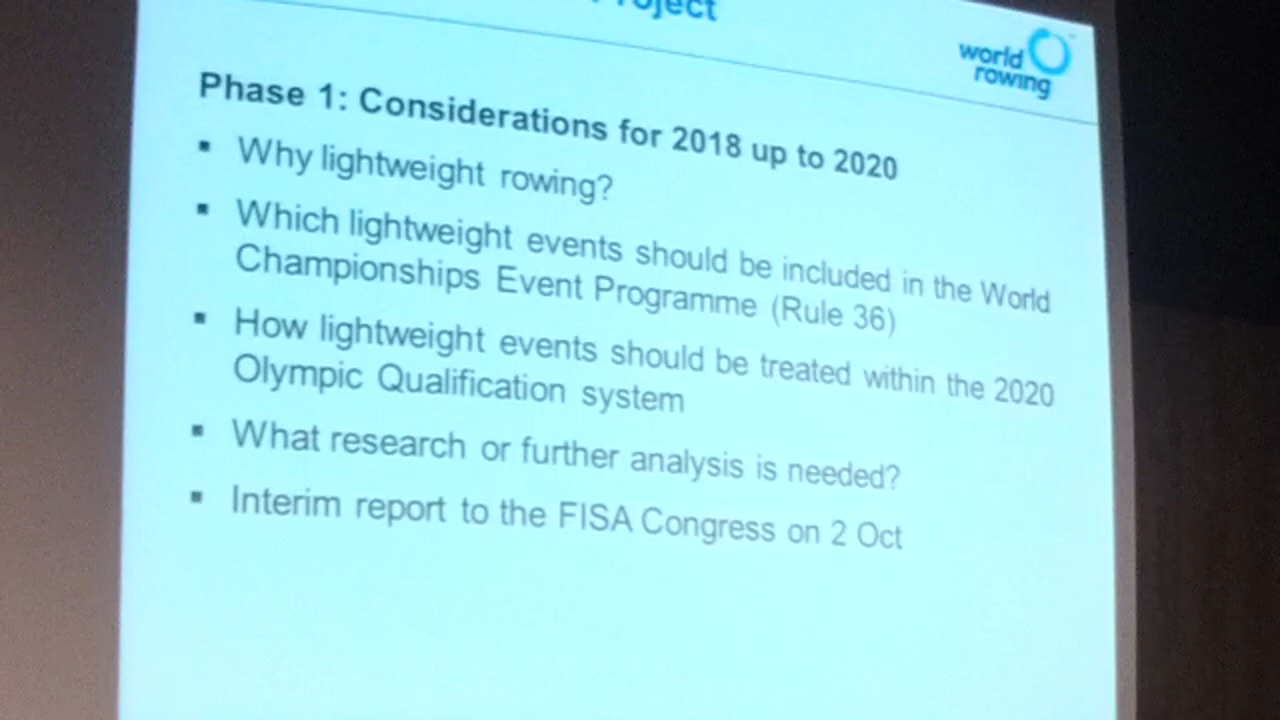 Project
world
rowing
Phase 1: Considerations for 2018 up to 2020
▪ Why lightweight rowing?
▪ Which lightweight events should be included in the World
Championships Event Programme (Rule 36)
▪ How lightweight events should be treated within the 2020
Olympic Qualification system
▪ What research or further analysis is needed?
▪ Interim report to the FISA Congress on 2 Oct